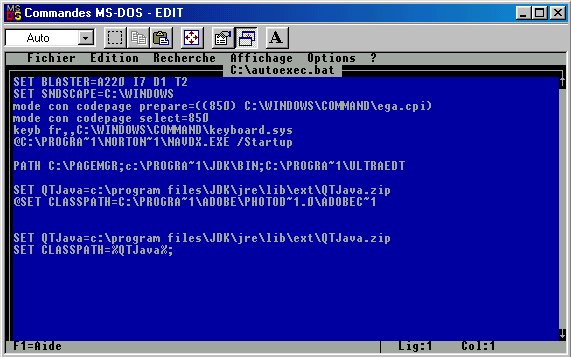 Commandes MS-DOS - EDIT
Auto
A
Fichier Edition Recherche Affichage Options ?
C:\autoexec.bat
SET BLASTER=A220 I7 D1 T2
SET SNDSCAPE=C:\WINDOWS
mode con codepage prepare=((850) C:\WINDOWS\COMMAND\ega.cpi)
mode con codepage select=850
keyb fr,,C:\WINDOWS\COMMAND\keyboard.sys
@C:\PROGRA~1\NORTON~1\NAVDX.EXE /Startup
PATH C:\PAGEMGR;c:\PROGRA~1\JDK\BIN;C:\PROGRA~1\ULTRAEDT
SET QTJava=c:\program files\JDK\jre\lib\ext\QTJava.zip
@SET CLASSPATH=C:\PROGRA~1\ADOBE\PHOTOD~1.0\ADOBEC~1
SET QTJava=c:\program files\JDK\jre\lib\ext\QTJava.zip
SET CLASSPATH=%QTJava%;
F1=Aide Lig:1 Col:1